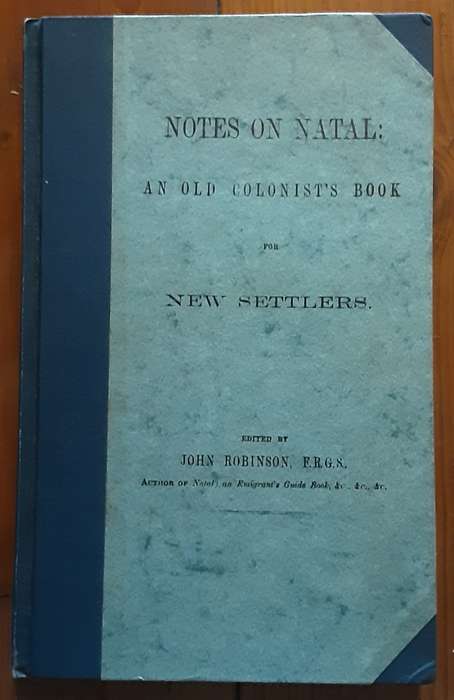 NOTES ON NATAL:
AN OLD COLONIST'S BOOK
FOR
NEW SETTLERS.
EDITED BY
JOHN ROBINSON, F.R.G.S.,
AUTHOR OF Natal; an Emigrant's Guide Book, &c., &c., &c.